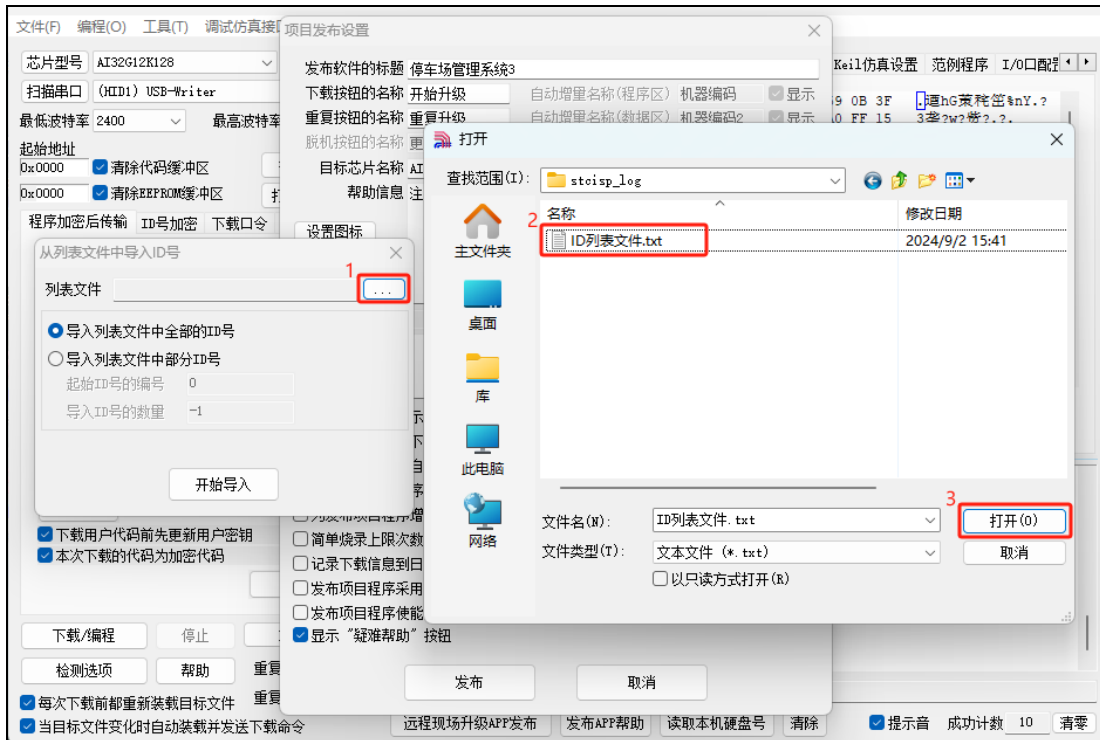 文件(F) 编程(O) 工具(T) 调试仿真接
芯片型号 AI32G12K128
扫描串口 (HID1) USB-Writer
最低波特率 2400 最高波特率
起始地址
0x0000 清除代码缓冲区
0x0000 清除EEPROM缓冲区
程序加密后传输 ID号加密 下载口令
从列表文件中导入ID号
1
列表文件 ...
导入列表文件中全部的ID号
导入列表文件中部分ID号
起始ID号的编号 0
导入ID号的数量 -1
开始导入
下载用户代码前先更新用户密钥
本次下载的代码为加密代码
下载/编程 停止
检测选项 帮助 重复
每次下载前都重新装载目标文件 重复
当目标文件变化时自动装载并发送下载命令
项目发布设置
发布软件的标题 停车场管理系统3
下载按钮的名称 开始升级 自动增量名称(程序区) 机器编码 显示
重复按钮的名称 重复升级 自动增量名称(数据区) 机器编码2 显示
脱机按钮的名称 更
目标芯片名称 AI
帮助信息 注
设置图标
简单烧录上限次数
记录下载信息到日
发布项目程序采用
发布项目程序使能
显示 "疑难帮助" 按钮
发布 取消
打开
查找范围(I): stcisp_log
名称 修改日期
2
ID列表文件.txt 2024/9/2 15:41
主文件夹
桌面
库
此电脑
网络
3
文件名(N): ID列表文件.txt 打开(O)
文件类型(T): 文本文件 (*.txt) 取消
以只读方式打开(R)
Keil仿真设置 范例程序 I/O口配置
9 0B 3F
0 FF 15
远程现场升级APP发布 发布APP帮助 读取本机硬盘号 清除 提示音 成功计数 10 清零